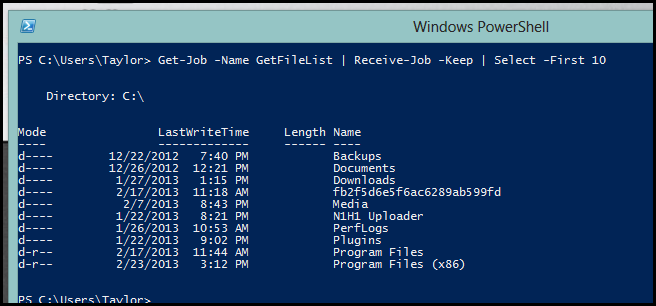 Windows PowerShell
PS C:\Users\Taylor> Get-Job -Name GetFileList | Receive-Job -Keep | Select -First 10
Directory: C:\
Mode LastWriteTime Length Name
---- ------------- ------ ----
d---- 12/22/2012 7:40 PM Backups
d---- 12/26/2012 12:21 PM Documents
d---- 1/27/2013 1:15 PM Downloads
d---- 2/17/2013 11:18 AM fb2f5d6e5f6ac6289ab599fd
d---- 2/7/2013 8:43 PM Media
d---- 1/22/2013 8:21 PM N1H1 Uploader
d---- 1/26/2013 10:53 AM PerfLogs
d---- 1/22/2013 9:02 PM Plugins
d-r-- 2/17/2013 11:44 AM Program Files
d-r-- 2/23/2013 3:12 PM Program Files (x86)
PS C:\Users\Taylor>